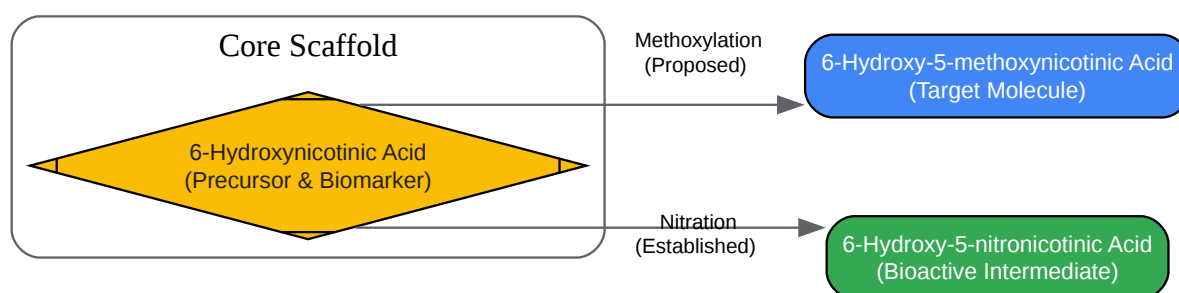 Core Scaffold
6-Hydroxynicotinic Acid
(Precursor & Biomarker)
Methoxylation
(Proposed)
6-Hydroxy-5-methoxynicotinic Acid
(Target Molecule)
Nitration
(Established)
6-Hydroxy-5-nitronicotinic Acid
(Bioactive Intermediate)